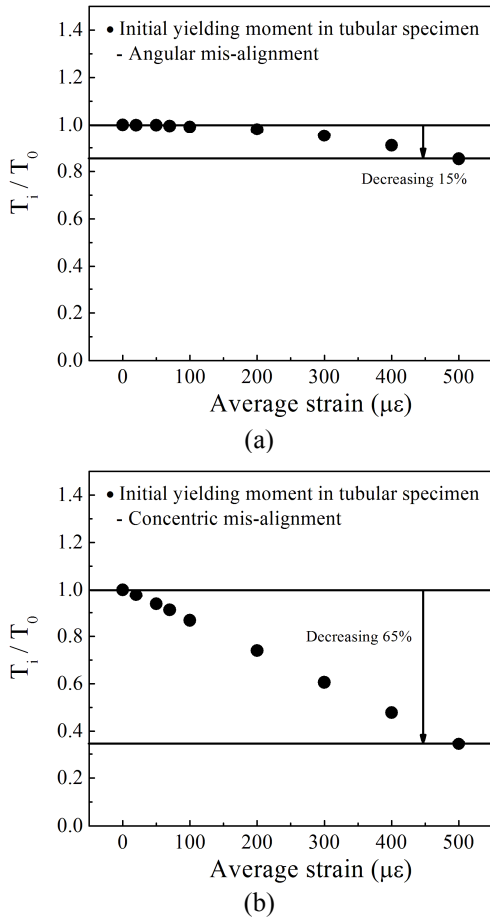 1.4
1.2
1.0
0.8
0.6
0.4
0.2
0.0
T_i / T_0
● Initial yielding moment in tubular specimen
- Angular mis-alignment
Decreasing 15%
0 100 200 300 400 500
Average strain (με)
(a)
1.4
1.2
1.0
0.8
0.6
0.4
0.2
0.0
T_i / T_0
● Initial yielding moment in tubular specimen
- Concentric mis-alignment
Decreasing 65%
0 100 200 300 400 500
Average strain (με)
(b)